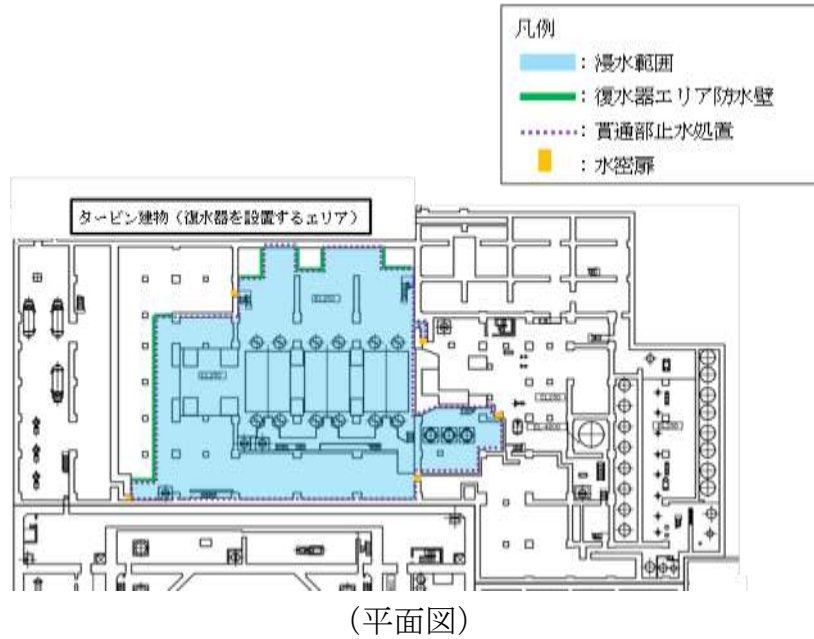 凡例
：浸水範囲
：復水器エリア防水壁
：貫通部止水処置
：水密扉
タービン建物（復水器を設置するエリア）
（平面図）